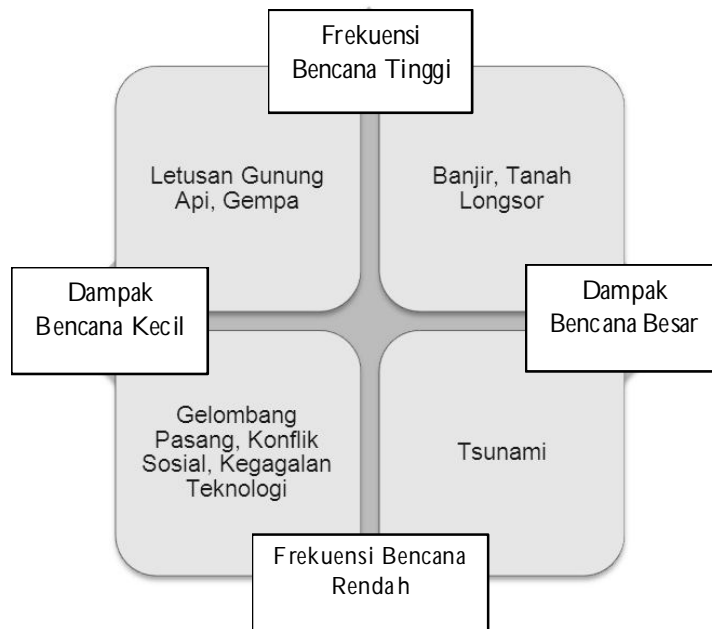 Frekuensi
Bencana Tinggi
Letusan Gunung
Api, Gempa
Banjir, Tanah
Longsor
Dampak
Bencana Kecil
Dampak
Bencana Besar
Gelombang
Pasang, Konflik
Sosial, Kegagalan
Teknologi
Tsunami
Frekuensi Bencana
Rendah